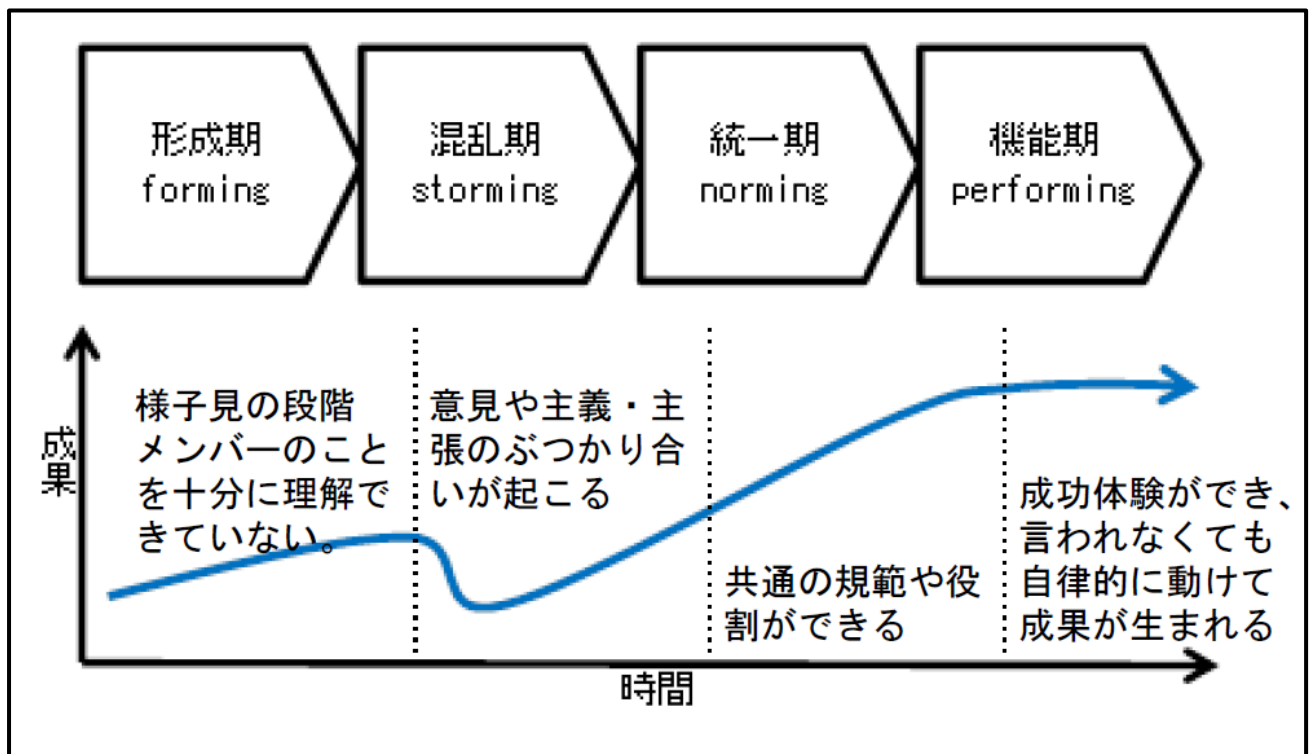 形成期
forming
混乱期
storming
統一期
norming
機能期
performing
成果
様子見の段階
メンバーのこと
を十分に理解で
きていない。
意見や主義・主
張のぶつかり合
いが起こる
共通の規範や役
割ができる
成功体験ができ、
言われなくても
自律的に動けて
成果が生まれる
時間